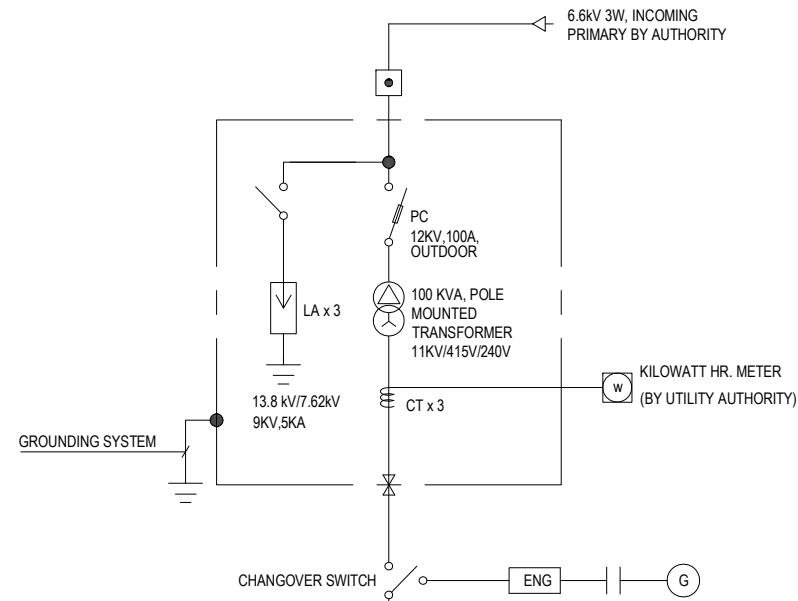 6.6kV 3W, INCOMING
PRIMARY BY AUTHORITY
PC
12KV,100A,
OUTDOOR
LA x 3
100 KVA, POLE
MOUNTED
TRANSFORMER
11KV/415V/240V
13.8 kV/7.62kV
9KV,5KA
CT x 3
W
KILOWATT HR. METER
(BY UTILITY AUTHORITY)
GROUNDING SYSTEM
CHANGOVER SWITCH
ENG
G